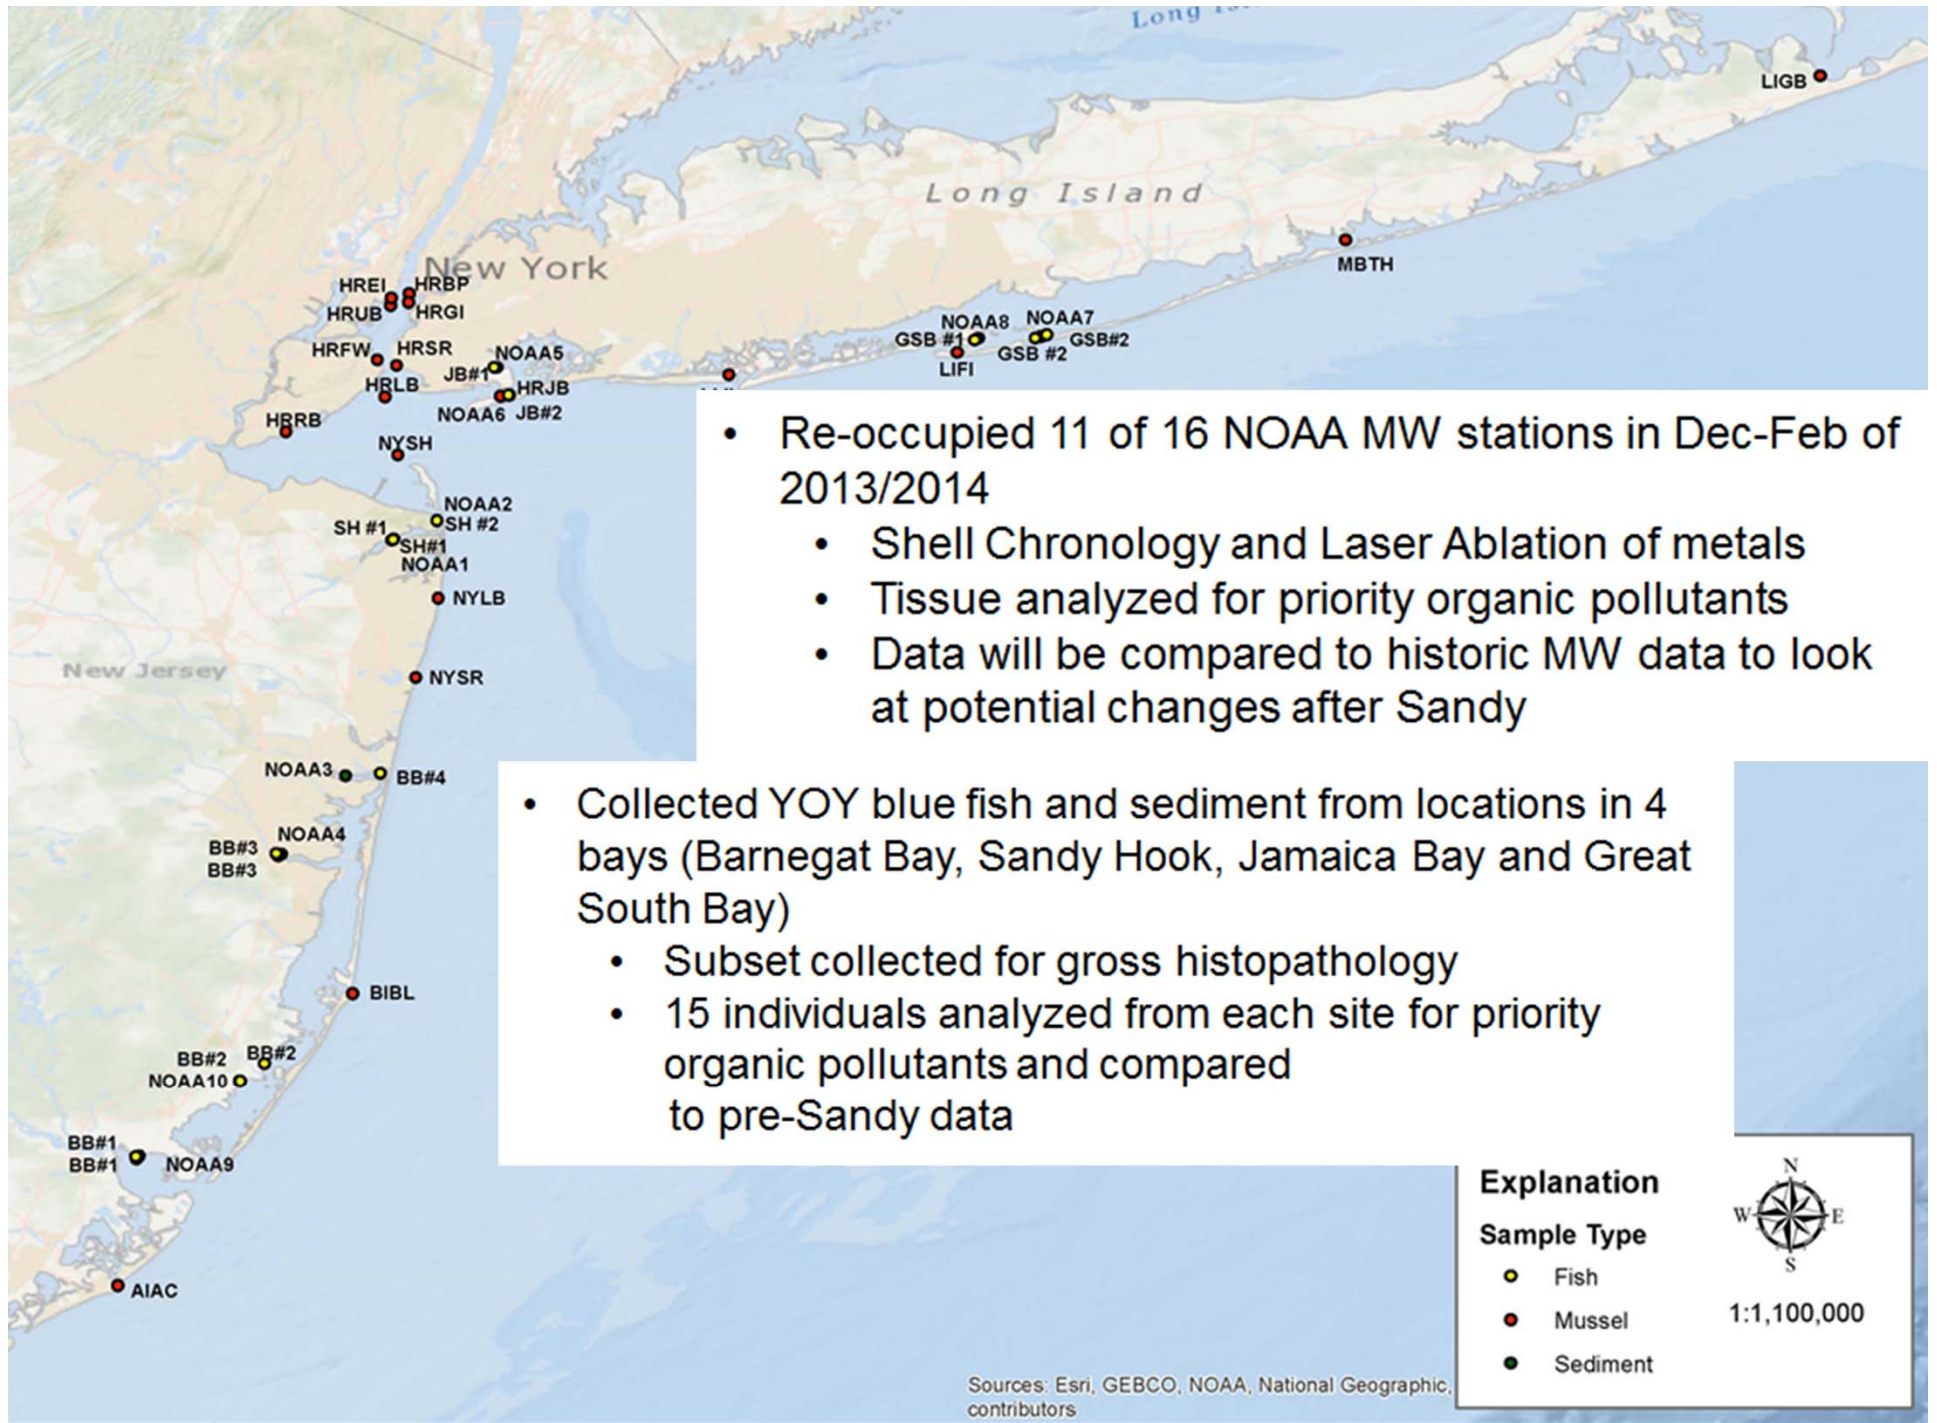 Long
LIGB
Long Island
MBTH
New York
HREI
HRBP
HRUB
HRGI
NOAA8
NOAA7
GSB #1
GSB#2
GSB #2
LIFI
HRFW
HRSR
NOAA5
JB#1
HRLB
HRJB
NOAA6
JB#2
HRRB
NYSH
• Re-occupied 11 of 16 NOAA MW stations in Dec-Feb of
2013/2014
• Shell Chronology and Laser Ablation of metals
• Tissue analyzed for priority organic pollutants
• Data will be compared to historic MW data to look
at potential changes after Sandy
NOAA2
SH #2
SH #1
SH#1
NOAA1
NYLB
New Jersey
NYSR
NOAA3
BB#4
• Collected YOY blue fish and sediment from locations in 4
bays (Barnegat Bay, Sandy Hook, Jamaica Bay and Great
South Bay)
• Subset collected for gross histopathology
• 15 individuals analyzed from each site for priority
organic pollutants and compared
to pre-Sandy data
NOAA4
BB#3
BB#3
BIBL
BB#2
BB#2
NOAA10
BB#1
BB#1
NOAA9
AIAC
Explanation
Sample Type
Fish
Mussel
Sediment
N
W
E
S
1:1,100,000
Sources: Esri, GEBCO, NOAA, National Geographic,
contributors